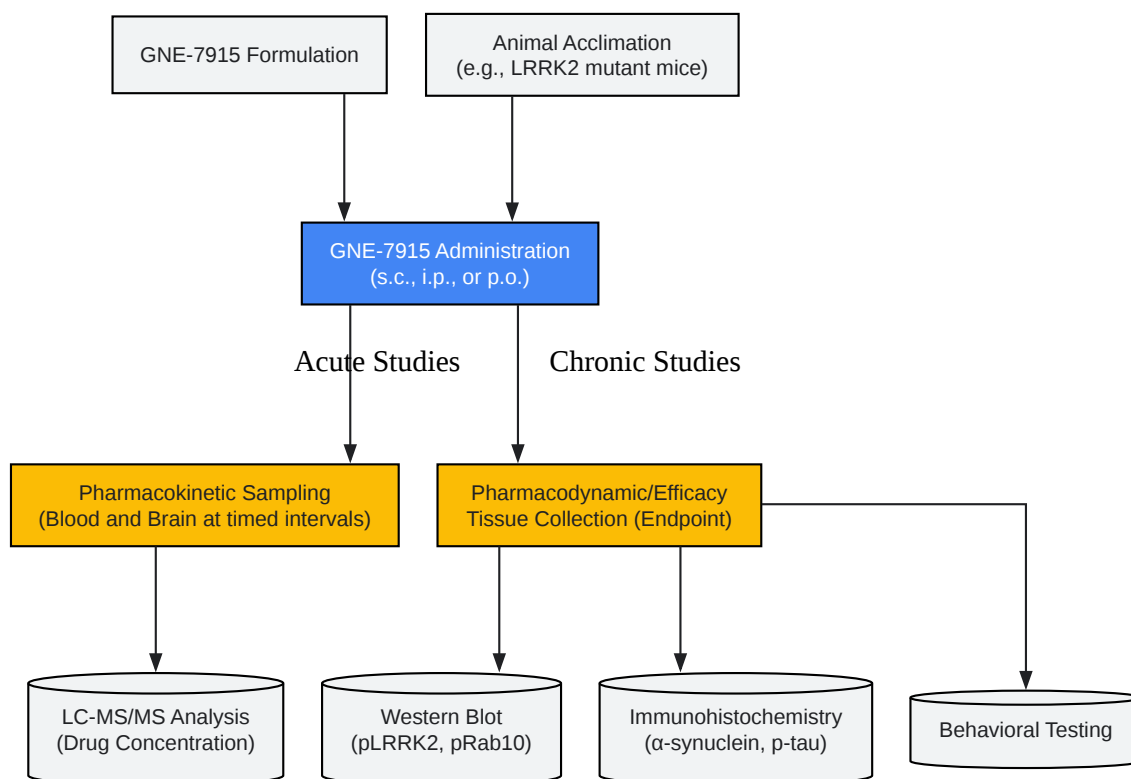 GNE-7915 Formulation
Animal Acclimation
(e.g., LRRK2 mutant mice)
GNE-7915 Administration
(s.c., i.p., or p.o.)
Acute Studies
Chronic Studies
Pharmacokinetic Sampling
(Blood and Brain at timed intervals)
Pharmacodynamic/Efficacy
Tissue Collection (Endpoint)
LC-MS/MS Analysis
(Drug Concentration)
Western Blot
(pLRRK2, pRab10)
Immunohistochemistry
(α-synuclein, p-tau)
Behavioral Testing